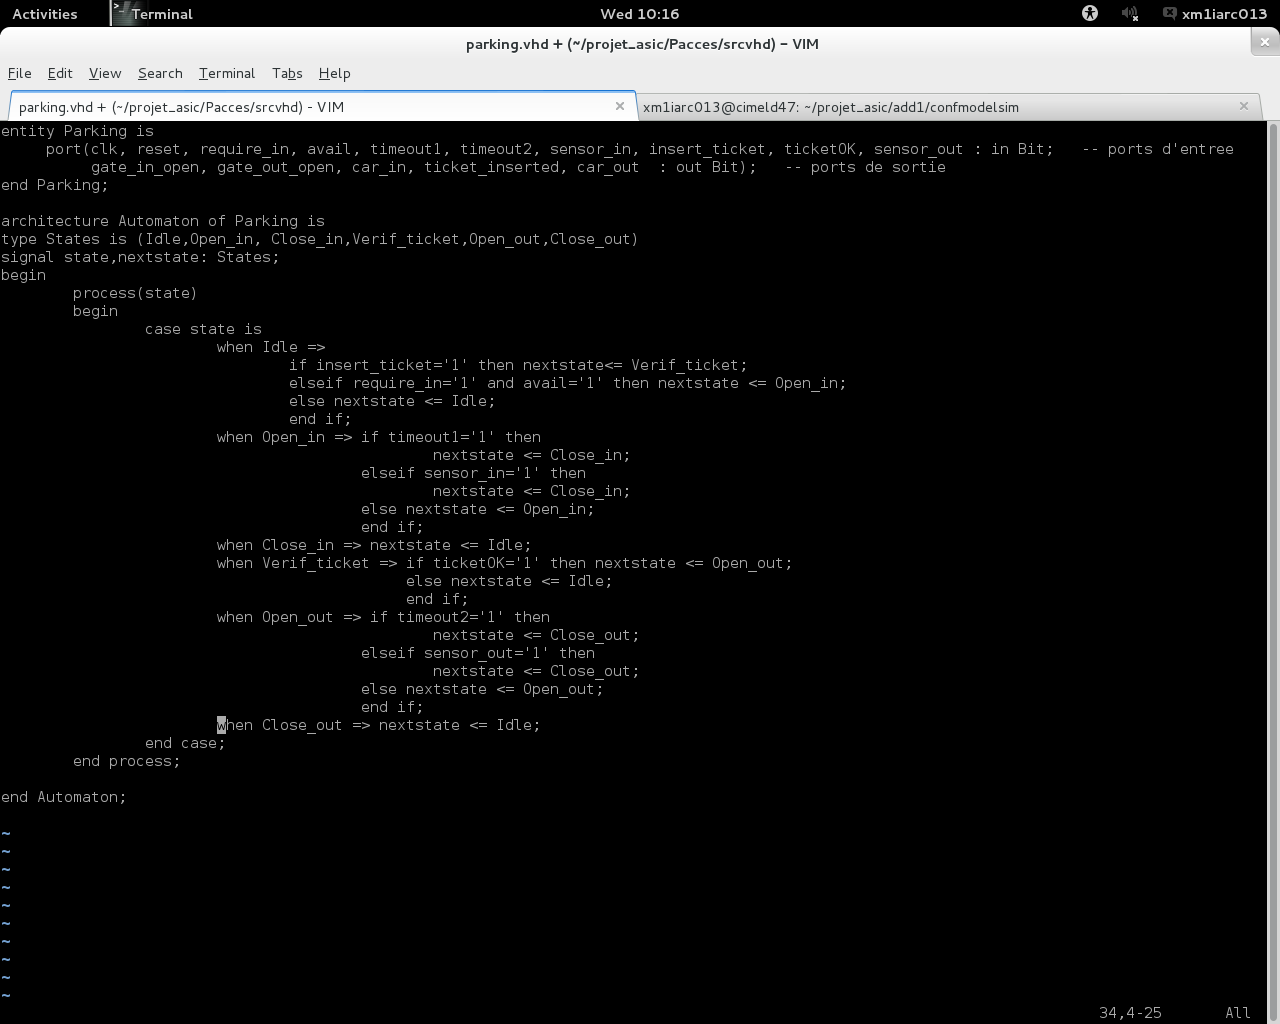 Activities Terminal Wed 10:16 xm1iarc013
parking.vhd + (~/projet_asic/Pacces/srcvhd) – VIM
File Edit View Search Terminal Tabs Help
parking.vhd + (~/projet_asic/Pacces/srcvhd) - VIM xm1iarc013@cimeld47: ~/projet_asic/add1/confmodelsim
entity Parking is
     port(clk, reset, require_in, avail, timeout1, timeout2, sensor_in, insert_ticket, ticketOK, sensor_out : in Bit;   -- ports d'entree
          gate_in_open, gate_out_open, car_in, ticket_inserted, car_out  : out Bit);   -- ports de sortie
end Parking;

architecture Automaton of Parking is
type States is (Idle,Open_in, Close_in,Verif_ticket,Open_out,Close_out)
signal state,nextstate: States;
begin
        process(state)
        begin
                case state is
                        when Idle =>
                                if insert_ticket='1' then nextstate<= Verif_ticket;
                                elseif require_in='1' and avail='1' then nextstate <= Open_in;
                                else nextstate <= Idle;
                                end if;
                        when Open_in => if timeout1='1' then
                                                nextstate <= Close_in;
                                        elseif sensor_in='1' then
                                                nextstate <= Close_in;
                                        else nextstate <= Open_in;
                                        end if;
                        when Close_in => nextstate <= Idle;
                        when Verif_ticket => if ticketOK='1' then nextstate <= Open_out;
                                             else nextstate <= Idle;
                                             end if;
                        when Open_out => if timeout2='1' then
                                                nextstate <= Close_out;
                                        elseif sensor_out='1' then
                                                nextstate <= Close_out;
                                        else nextstate <= Open_out;
                                        end if;
                        when Close_out => nextstate <= Idle;
                end case;
        end process;

end Automaton;

~
~
~
~
~
~
~
~
~
~
34,4-25 All